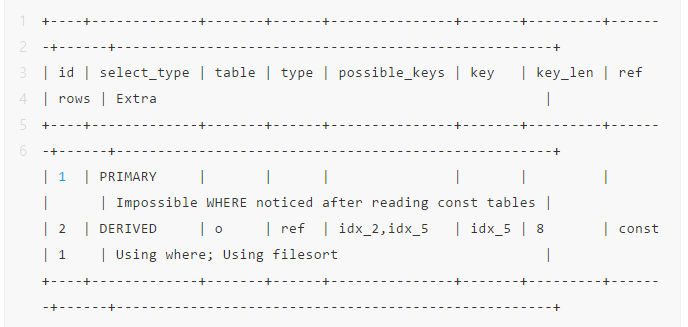 1 +----+-------------+-------+------+---------------+-------+---------+------
2 -+------+-----------------------------------------------------+
3 | id | select_type | table | type | possible_keys | key   | key_len | ref
4 | rows | Extra                                               |
5 +----+-------------+-------+------+---------------+-------+---------+------
6 -+------+-----------------------------------------------------+
| 1  | PRIMARY     |       |      |               |       |         |
|      | Impossible WHERE noticed after reading const tables |
| 2  | DERIVED     | o     | ref  | idx_2,idx_5   | idx_5 | 8       | const
| 1    | Using where; Using filesort                         |
+----+-------------+-------+------+---------------+-------+---------+------
-+------+-----------------------------------------------------+